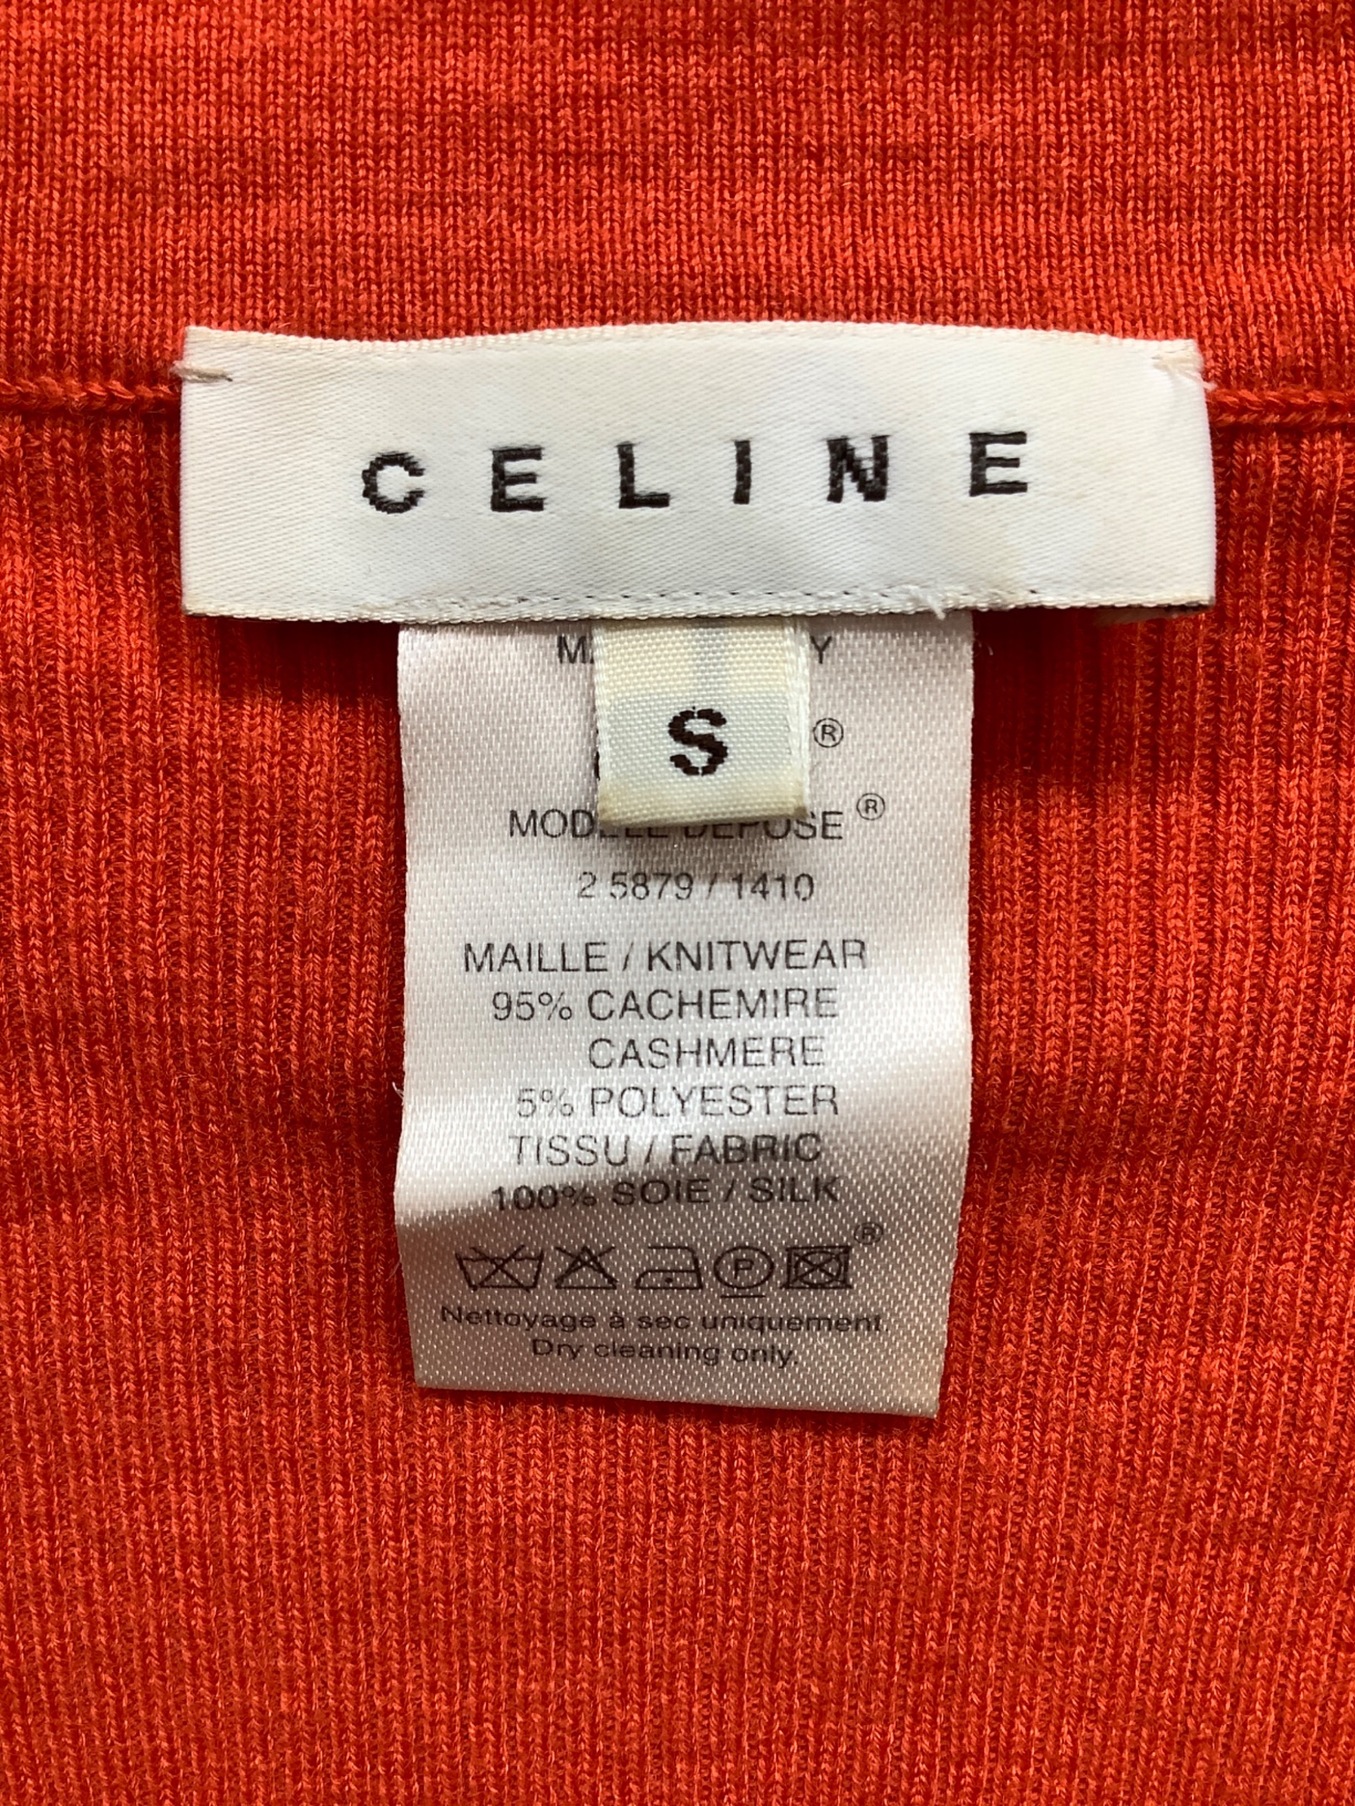 CELINE
S
®
MODELE DEPOSE ®
2 5879 / 1410
MAILLE / KNITWEAR
95% CACHEMIRE
CASHMERE
5% POLYESTER
TISSU / FABRIC
100% SOIE / SILK
P ®
Nettoyage à sec uniquement.
Dry cleaning only.